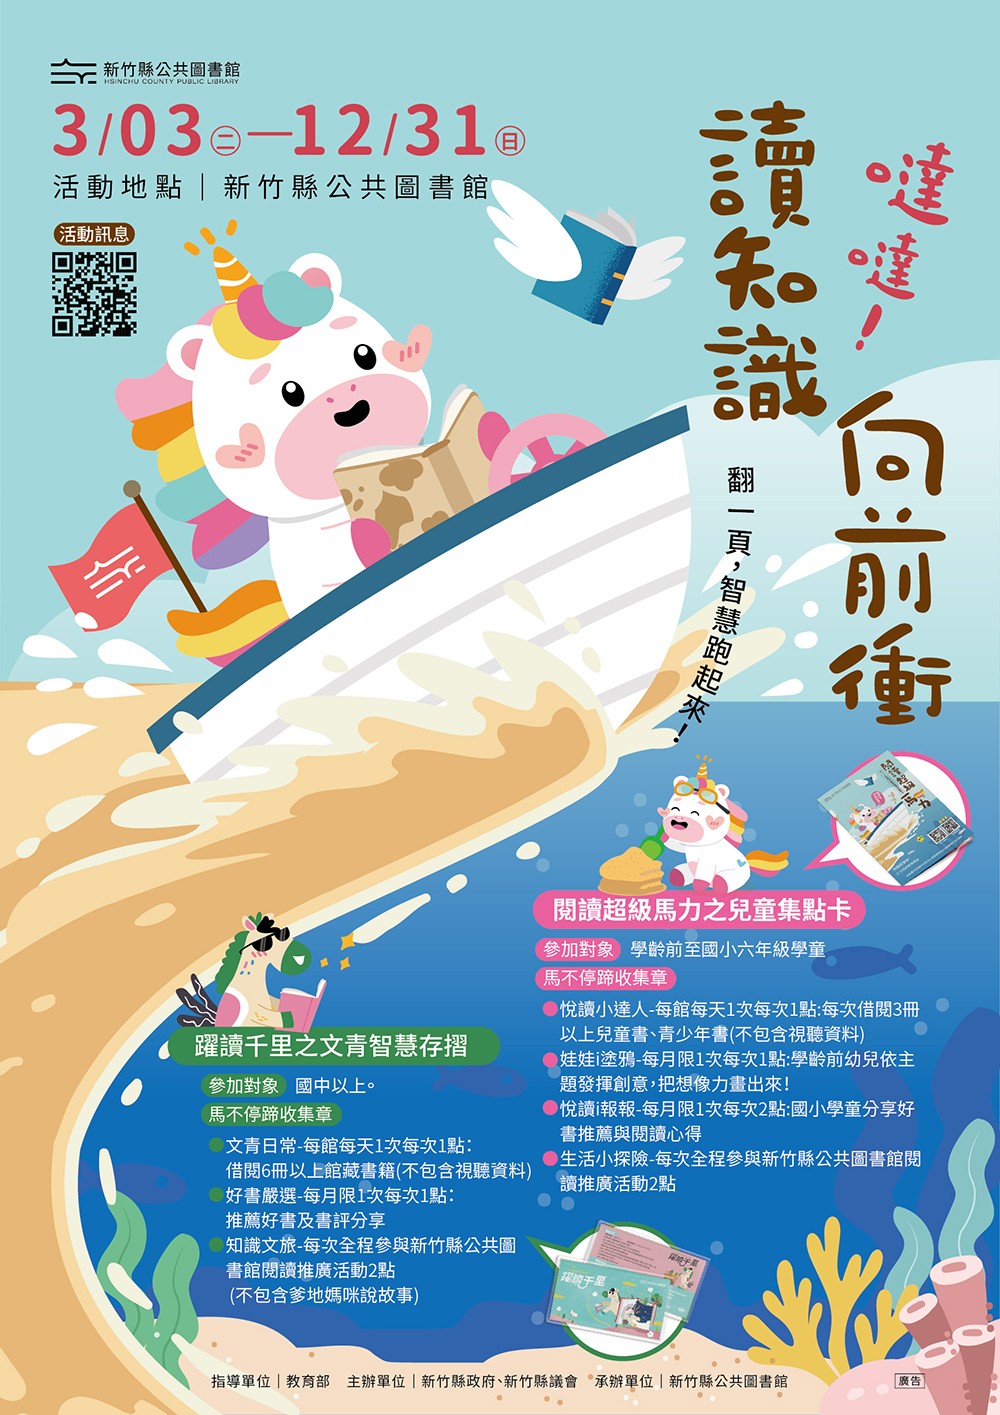 新竹縣公共圖書館
HSINCHU COUNTY PUBLIC LIBRARY
3/03㊁—12/31㊐
活動地點｜新竹縣公共圖書館
活動訊息
噠噠！
讀知識
向前衝
翻一頁，智慧跑起來！
閱讀超級馬力之兒童集點卡
參加對象 學齡前至國小六年級學童
馬不停蹄收集章
●悅讀小達人-每館每天1次每次1點:每次借閱3冊
以上兒童書、青少年書(不包含視聽資料)
●娃娃i塗鴉-每月限1次每次1點:學齡前幼兒依主
題發揮創意，把想像力畫出來！
●悅讀i報報-每月限1次每次2點:國小學童分享好
書推薦與閱讀心得
●生活小探險-每次全程參與新竹縣公共圖書館閱
讀推廣活動2點
躍讀千里之文青智慧存摺
參加對象 國中以上。
馬不停蹄收集章
●文青日常-每館每天1次每次1點：
借閱6冊以上館藏書籍(不包含視聽資料)
●好書嚴選-每月限1次每次1點：
推薦好書及書評分享
●知識文旅-每次全程參與新竹縣公共圖
書館閱讀推廣活動2點
(不包含爹地媽咪說故事)
躍讀千里
躍讀千里
指導單位｜教育部 主辦單位｜新竹縣政府、新竹縣議會 承辦單位｜新竹縣公共圖書館
廣告